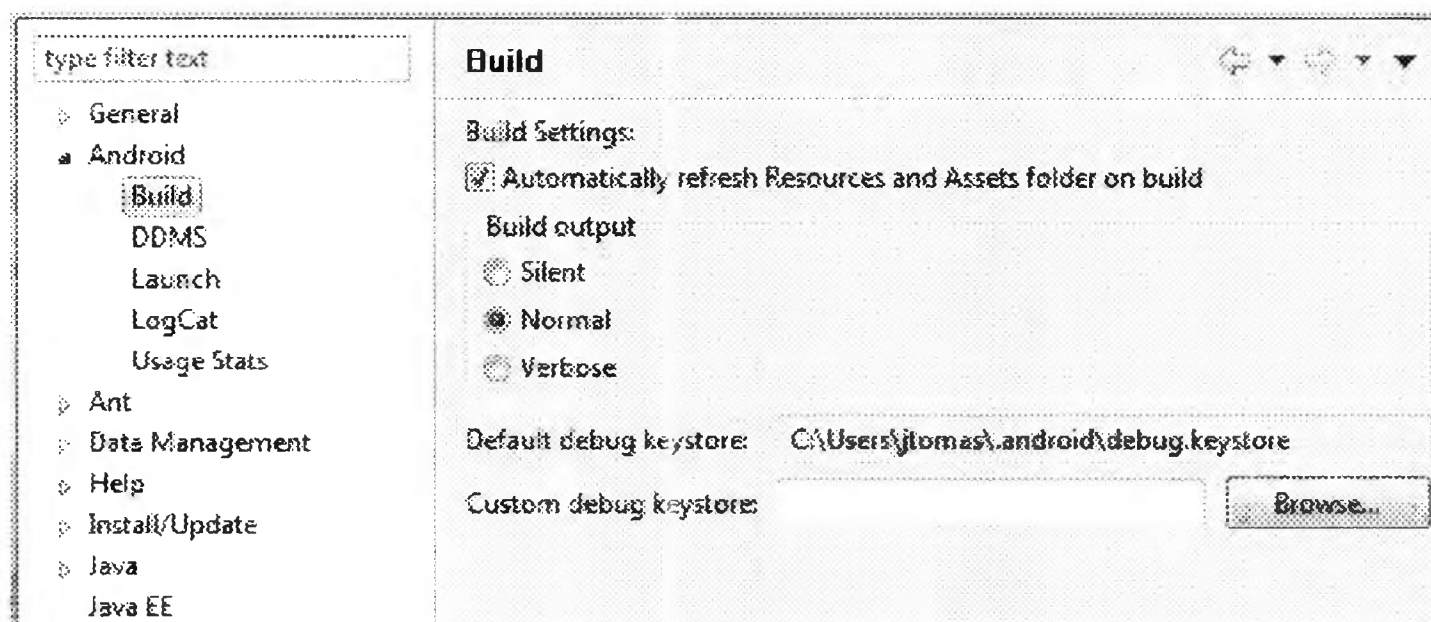 type filter text
General
Android
Build
DDMS
Launch
LogCat
Usage Stats
Ant
Data Management
Help
Install/Update
Java
Java EE
Build
Build Settings:
Automatically refresh Resources and Assets folder on build
Build output
Silent
Normal
Verbose
Default debug keystore: C:\Users\jtomas\.android\debug.keystore
Custom debug keystore: Browse...